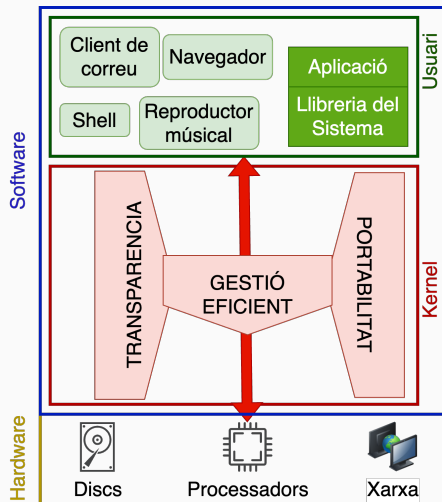 Client de
correu
Navegador
Shell
Reproductor
músical
Aplicació
Llibreria del
Sistema
Usuari
Software
TRANSPARENCIA
GESTIÓ
EFICIENT
PORTABILITAT
Kernel
Hardware
Discs
Processadors
Xarxa